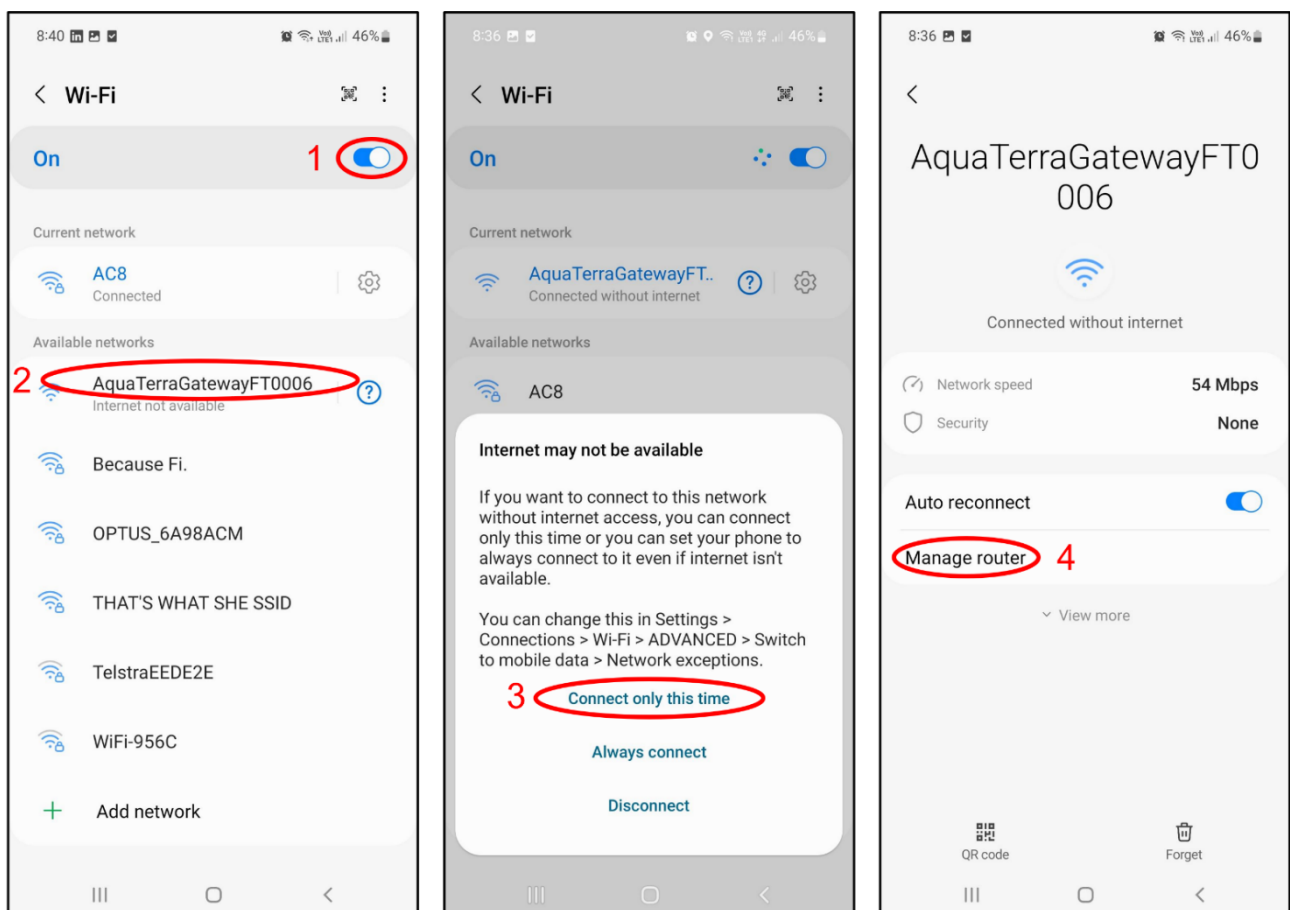 8:40
46%
Wi-Fi
On
1
Current network
AC8
Connected
Available networks
2
AquaTerraGatewayFT0006
Internet not available
?
Because Fi.
OPTUS_6A98ACM
THAT'S WHAT SHE SSID
TelstraEEDE2E
WiFi-956C
+ Add network
8:36
46%
Wi-Fi
On
Current network
AquaTerraGatewayFT..
?
Connected without internet
Available networks
AC8
Internet may not be available
If you want to connect to this network
without internet access, you can connect
only this time or you can set your phone to
always connect to it even if internet isn't
available.
You can change this in Settings >
Connections > Wi-Fi > ADVANCED > Switch
to mobile data > Network exceptions.
3
Connect only this time
Always connect
Disconnect
8:36
46%
AquaTerraGatewayFT0
006
Connected without internet
Network speed 54 Mbps
Security None
Auto reconnect
Manage router 4
View more
QR code Forget